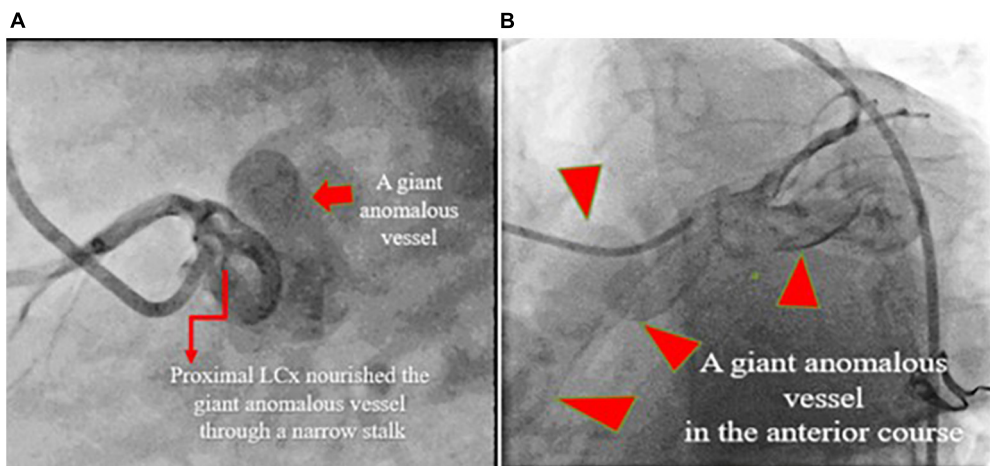 A
B
A giant
anomalous
vessel
Proximal LCx nourished the
giant anomalous vessel
through a narrow stalk
A giant anomalous
vessel
in the anterior course